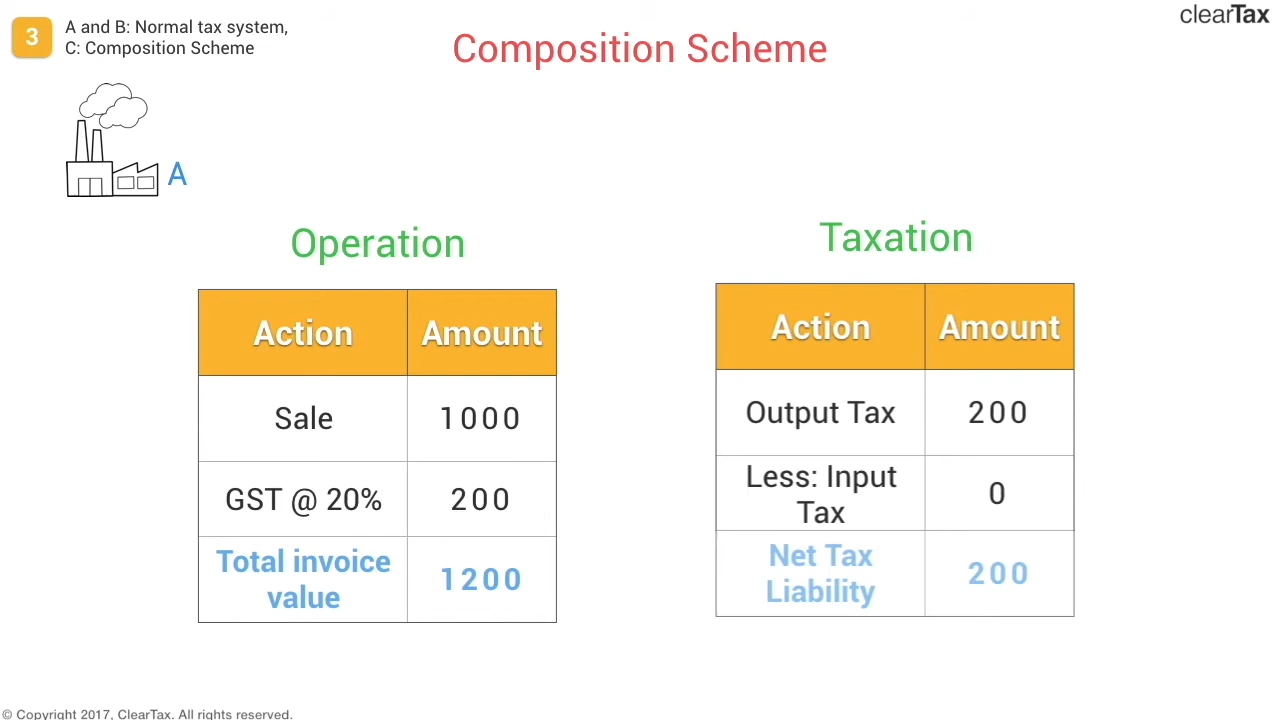 3
A and B: Normal tax system,
C: Composition Scheme
Composition Scheme
clearTax
A
Operation
Action Amount
Sale 1000
GST @ 20% 200
Total invoice
value
1200
Taxation
Action Amount
Output Tax 200
Less: Input
Tax
0
Net Tax
Liability
200
© Copyright 2017, ClearTax. All rights reserved.